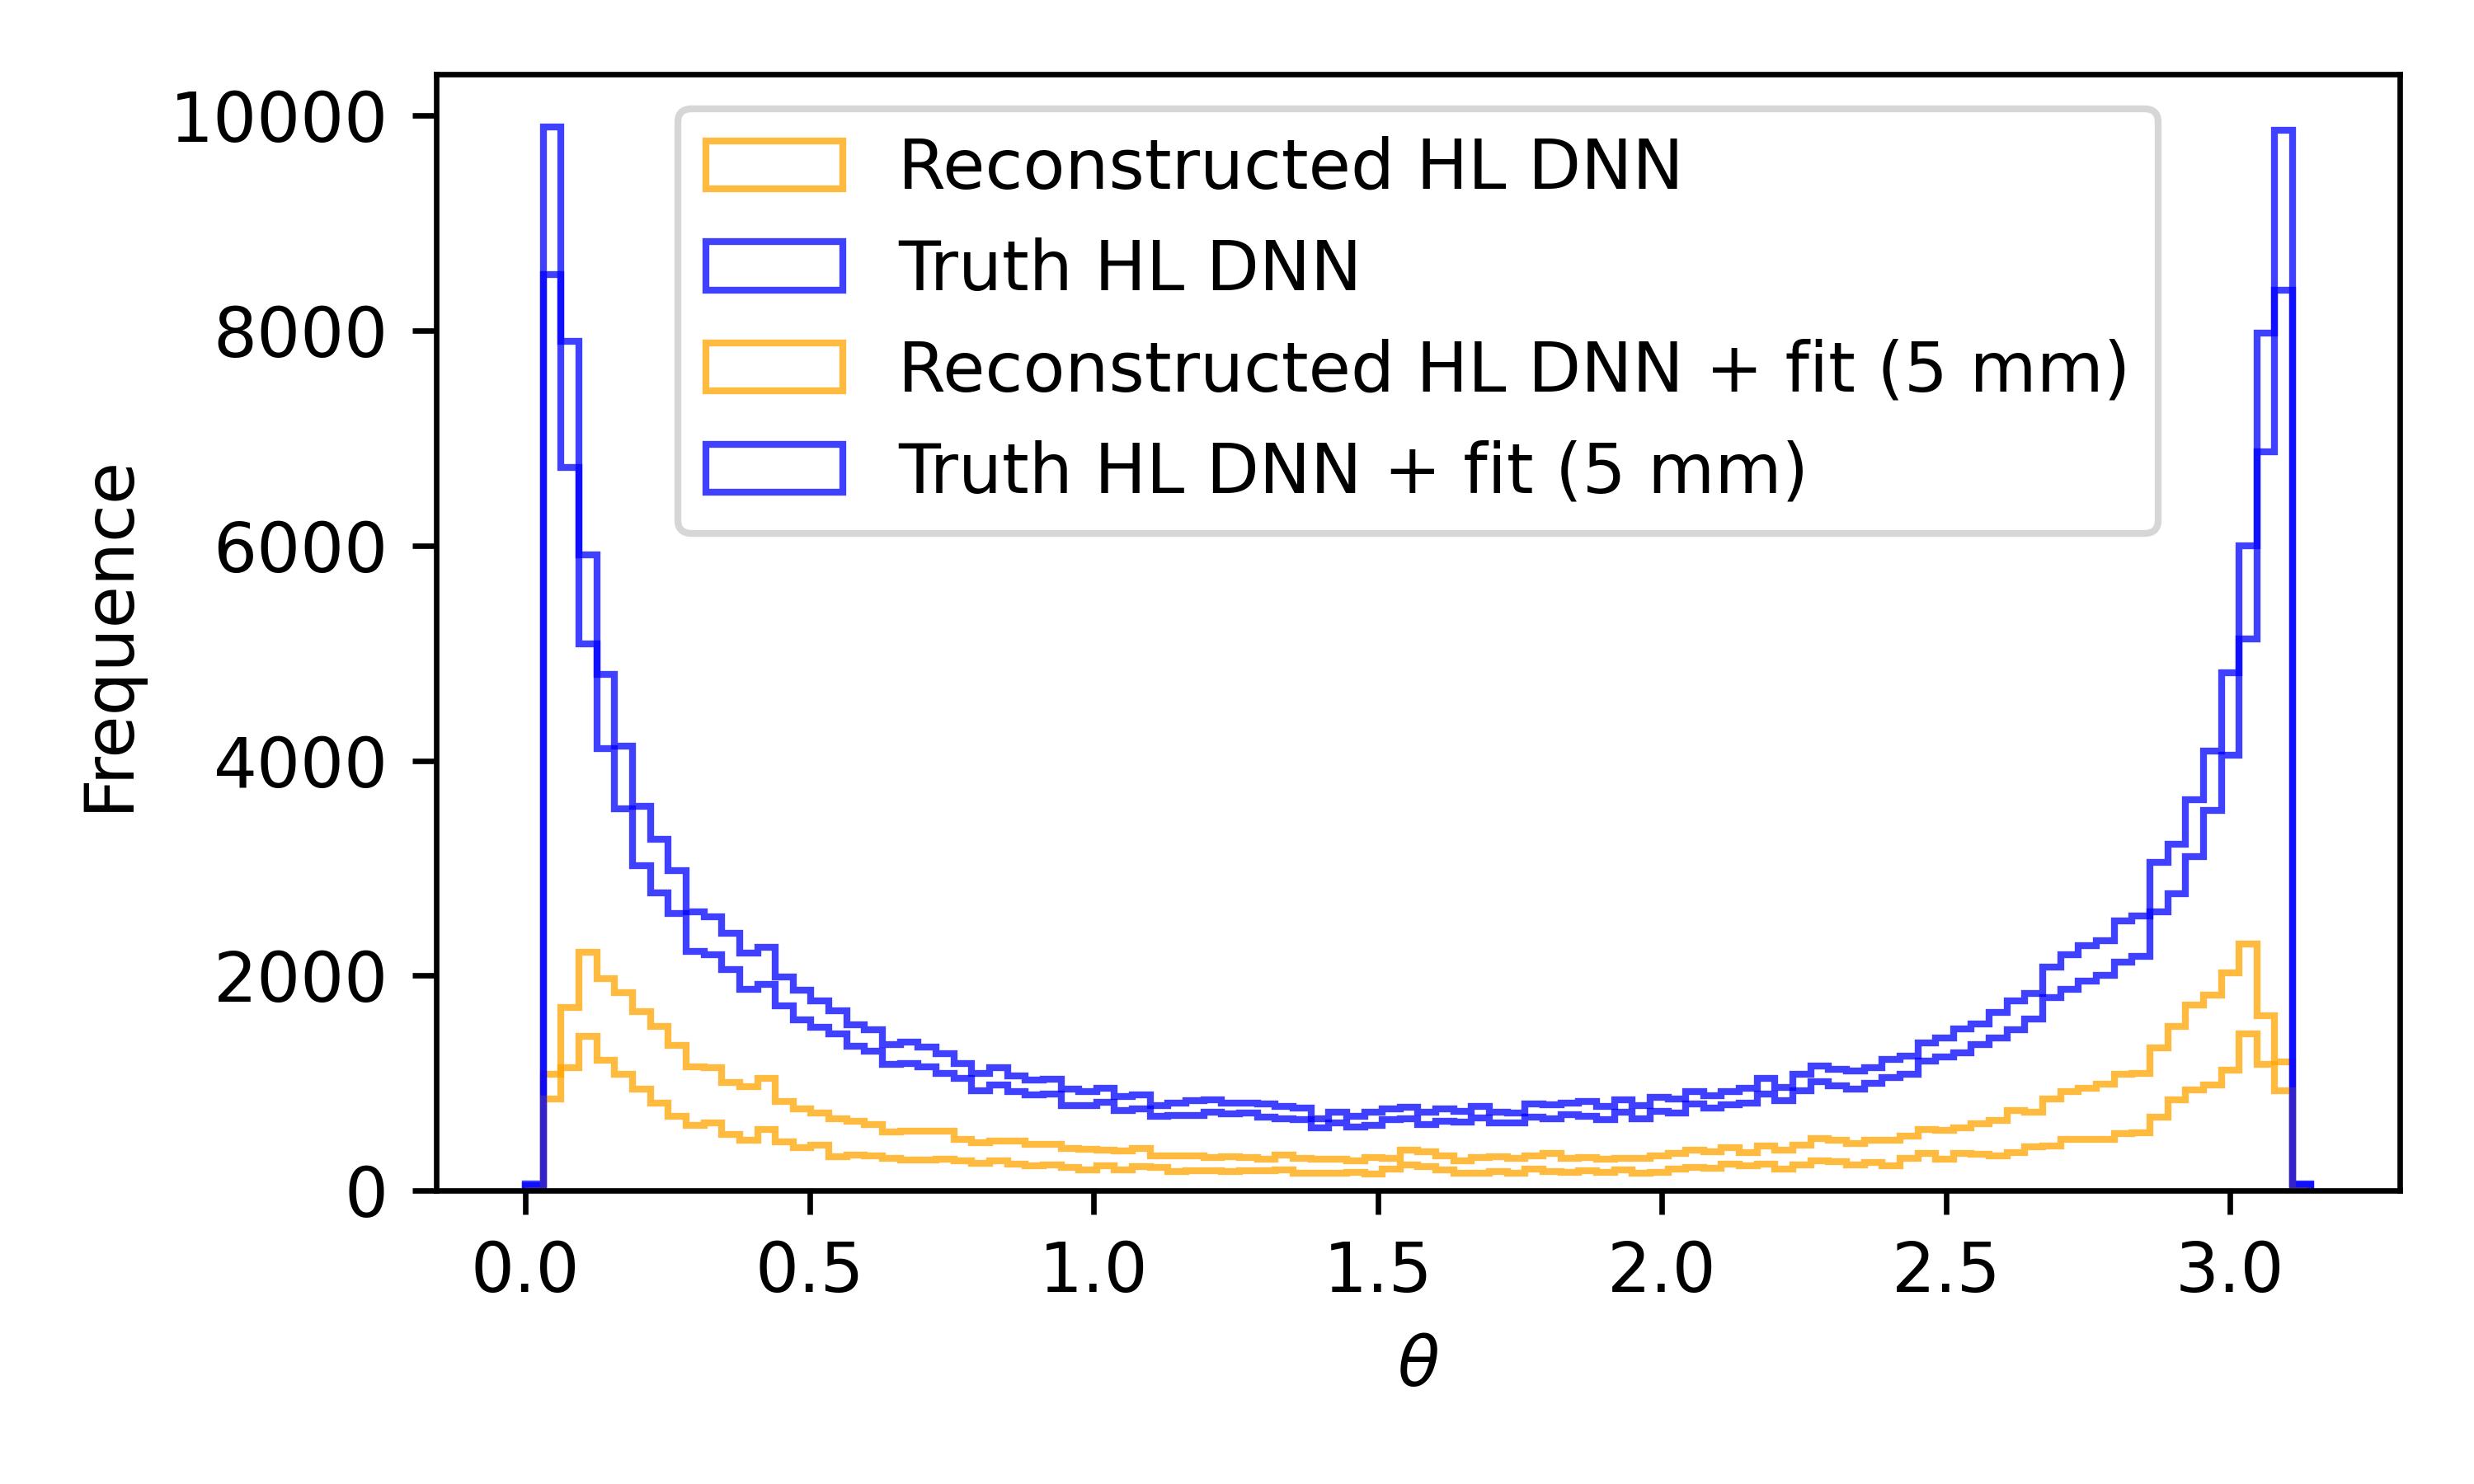 10000
8000
6000
4000
2000
0
Frequence
Reconstructed HL DNN
Truth HL DNN
Reconstructed HL DNN + fit (5 mm)
Truth HL DNN + fit (5 mm)
0.0 0.5 1.0 1.5 2.0 2.5 3.0
θ